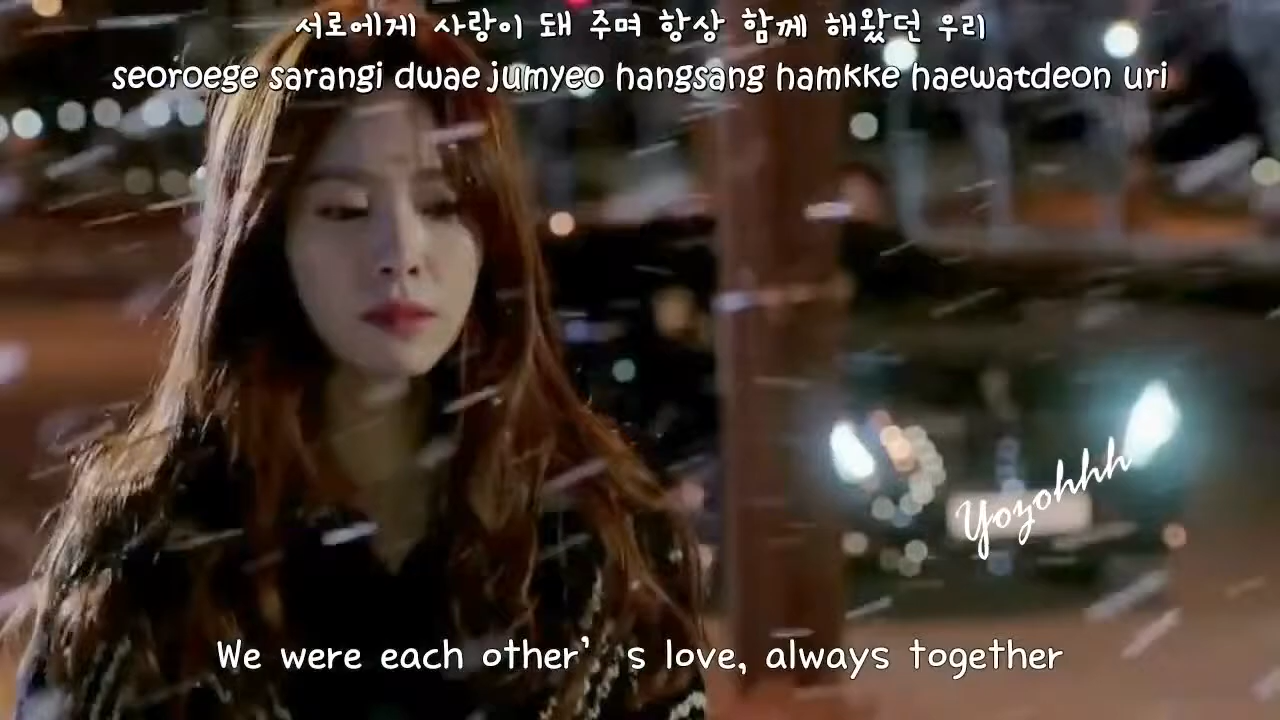 서로에게 사랑이 돼 주며 항상 함께 해왔던 우리
seoroege sarangi dwae jumyeo hangsang hamkke haewatdeon uri
Yozohhh
We were each other’s love, always together